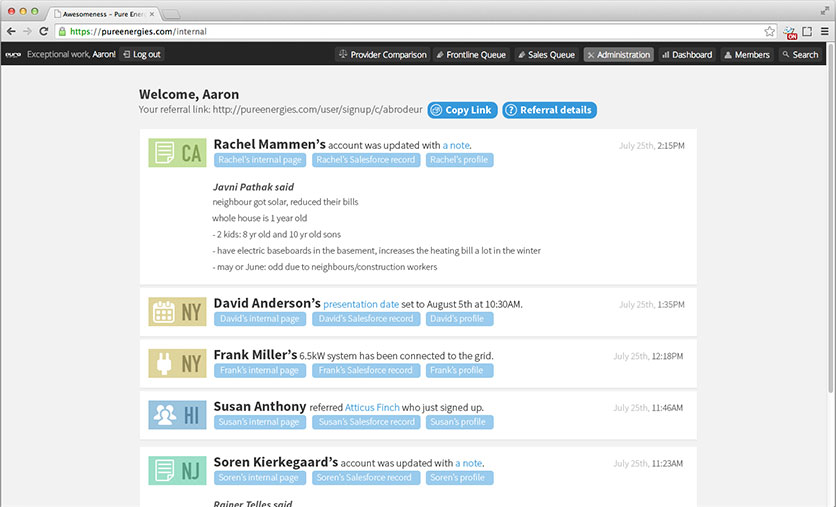 Awesomeness – Pure Energ
https://pureenergies.com/internal
ON
pure Exceptional work, Aaron! Log out Provider Comparison Frontline Queue Sales Queue Administration Dashboard Members Search
Welcome, Aaron
Your referral link: http://pureenergies.com/user/signup/c/abrodeur Copy Link Referral details
CA Rachel Mammen’s account was updated with a note. July 25th, 2:15PM
Rachel’s internal page Rachel’s Salesforce record Rachel’s profile
Javni Pathak said
neighbour got solar, reduced their bills
whole house is 1 year old
- 2 kids: 8 yr old and 10 yr old sons
- have electric baseboards in the basement, increases the heating bill a lot in the winter
- may or June: odd due to neighbours/construction workers
NY David Anderson’s presentation date set to August 5th at 10:30AM. July 25th, 1:35PM
David’s internal page David’s Salesforce record David’s profile
NY Frank Miller’s 6.5kW system has been connected to the grid. July 25th, 12:18PM
Frank’s internal page Frank’s Salesforce record Frank’s profile
HI Susan Anthony referred Atticus Finch who just signed up. July 25th, 11:46AM
Susan’s internal page Susan’s Salesforce record Susan’s profile
NJ Soren Kierkegaard’s account was updated with a note. July 25th, 11:23AM
Soren’s internal page Soren’s Salesforce record Soren’s profile
Rainer Telles said